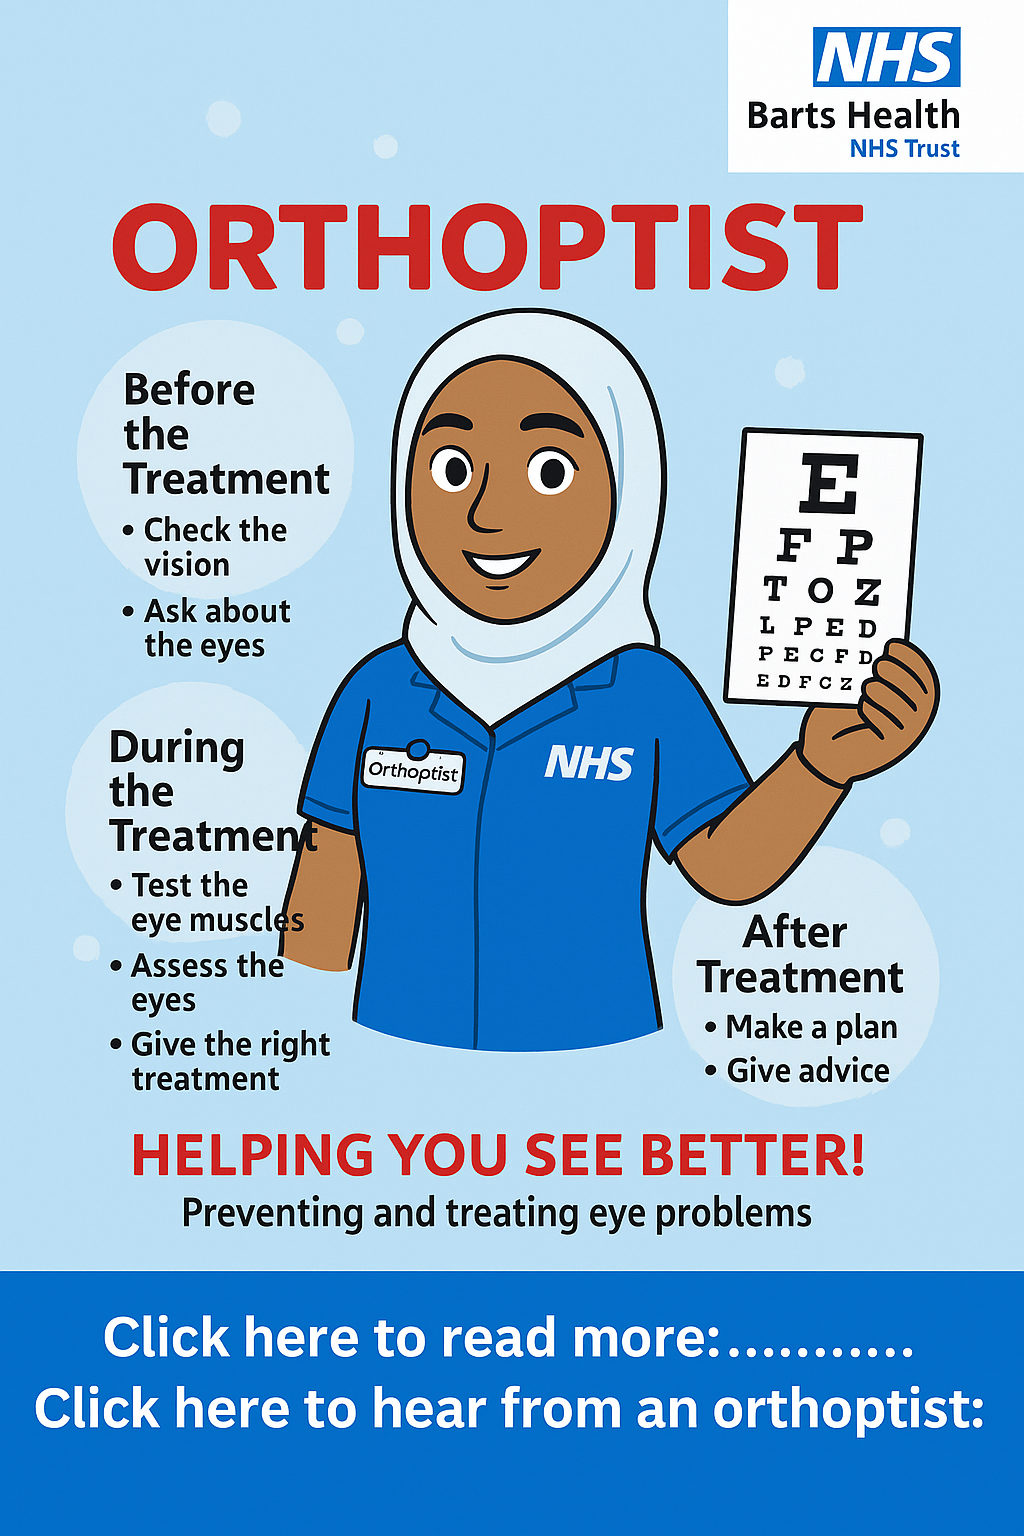 NHS
Barts Health
NHS Trust
ORTHOPTIST
Before
the
Treatment
• Check the
vision
• Ask about
the eyes
During
the
Treatment
• Test the
eye muscles
• Assess the
eyes
• Give the right
treatment
Orthoptist
NHS
E
F P
T O Z
L P E D
P E C F D
E D F C Z
After
Treatment
• Make a plan
• Give advice
HELPING YOU SEE BETTER!
Preventing and treating eye problems
Click here to read more:...........
Click here to hear from an orthoptist: